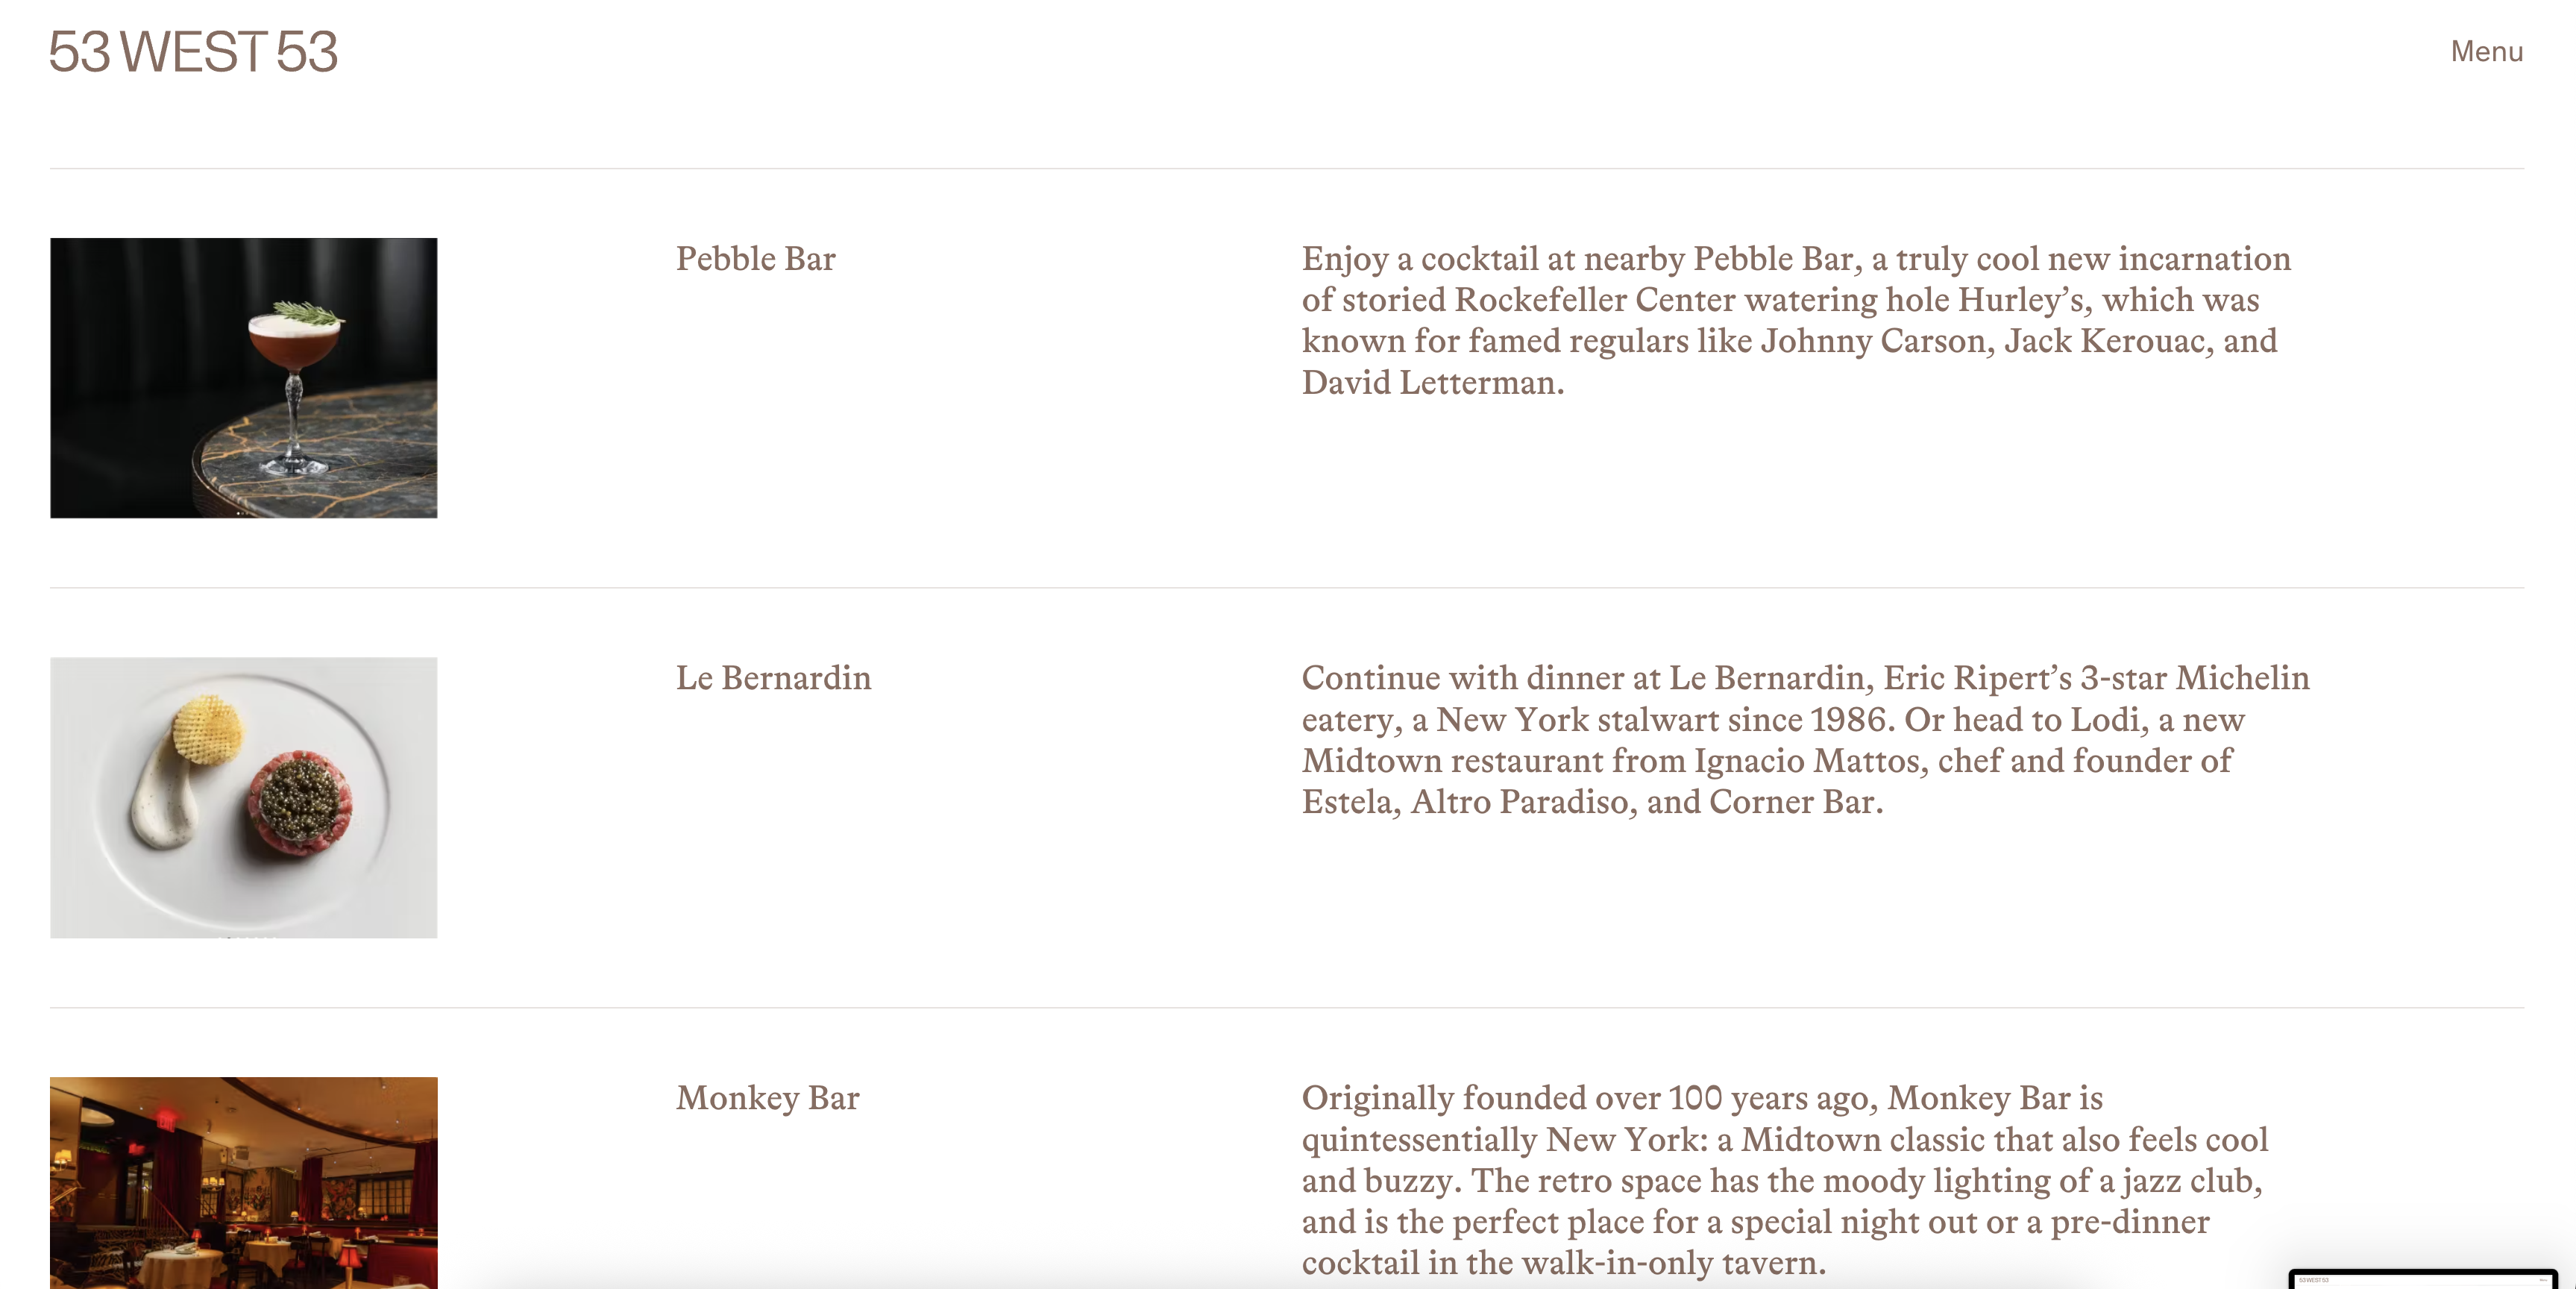 53 WEST 53
Menu
Pebble Bar
Enjoy a cocktail at nearby Pebble Bar, a truly cool new incarnation
of storied Rockefeller Center watering hole Hurley’s, which was
known for famed regulars like Johnny Carson, Jack Kerouac, and
David Letterman.
Le Bernardin
Continue with dinner at Le Bernardin, Eric Ripert’s 3-star Michelin
eatery, a New York stalwart since 1986. Or head to Lodi, a new
Midtown restaurant from Ignacio Mattos, chef and founder of
Estela, Altro Paradiso, and Corner Bar.
Monkey Bar
Originally founded over 100 years ago, Monkey Bar is
quintessentially New York: a Midtown classic that also feels cool
and buzzy. The retro space has the moody lighting of a jazz club,
and is the perfect place for a special night out or a pre-dinner
cocktail in the walk-in-only tavern.
53 WEST 53